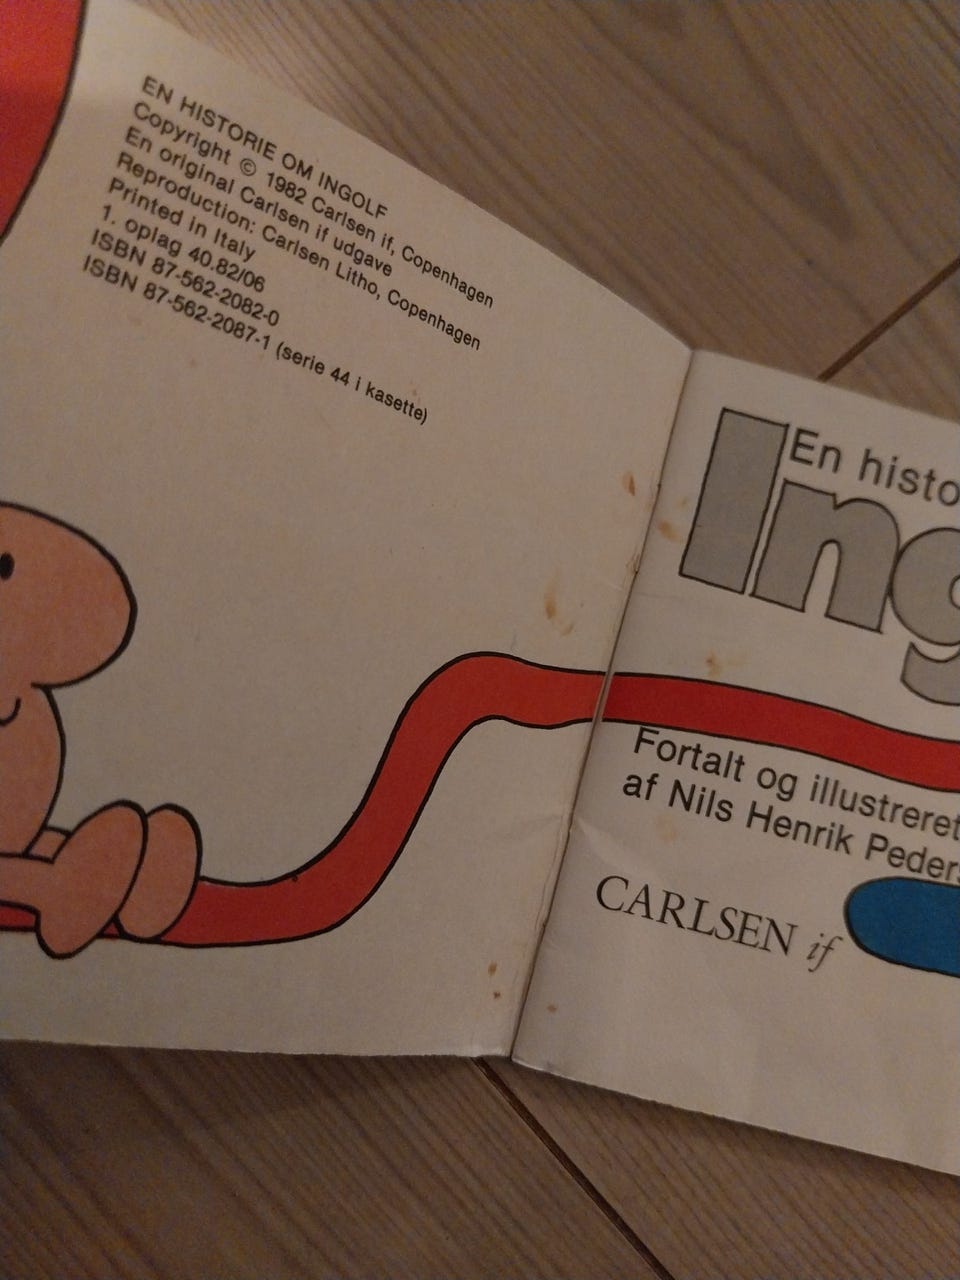 EN HISTORIE OM INGOLF
Copyright © 1982 Carlsen if, Copenhagen
En original Carlsen if udgave
Reproduction: Carlsen Litho, Copenhagen
Printed in Italy
1. oplag 40.82/06
ISBN 87-562-2082-0
ISBN 87-562-2087-1 (serie 44 i kasette)
En histo
Ing
Fortalt og illustreret
af Nils Henrik Peders
CARLSEN if